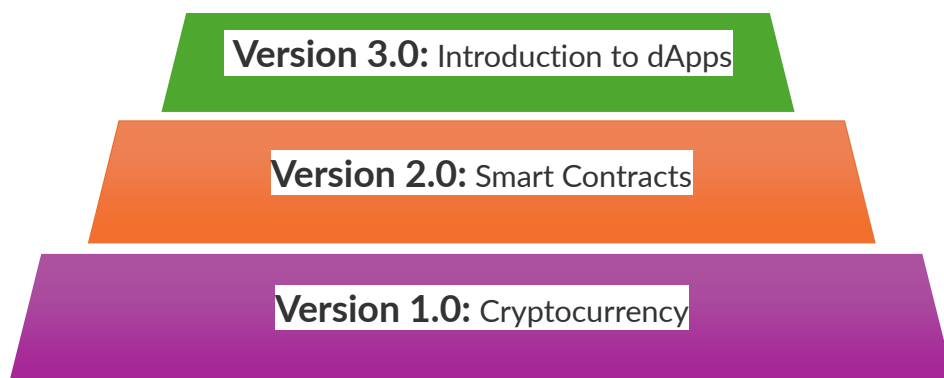 Version 3.0: Introduction to dApps
Version 2.0: Smart Contracts
Version 1.0: Cryptocurrency